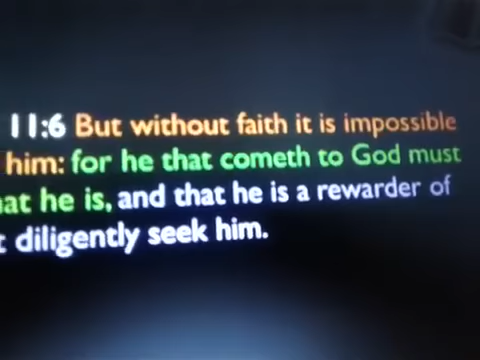 11:6 But without faith it is impossible
him: for he that cometh to God must
he is, and that he is a rewarder of
diligently seek him.